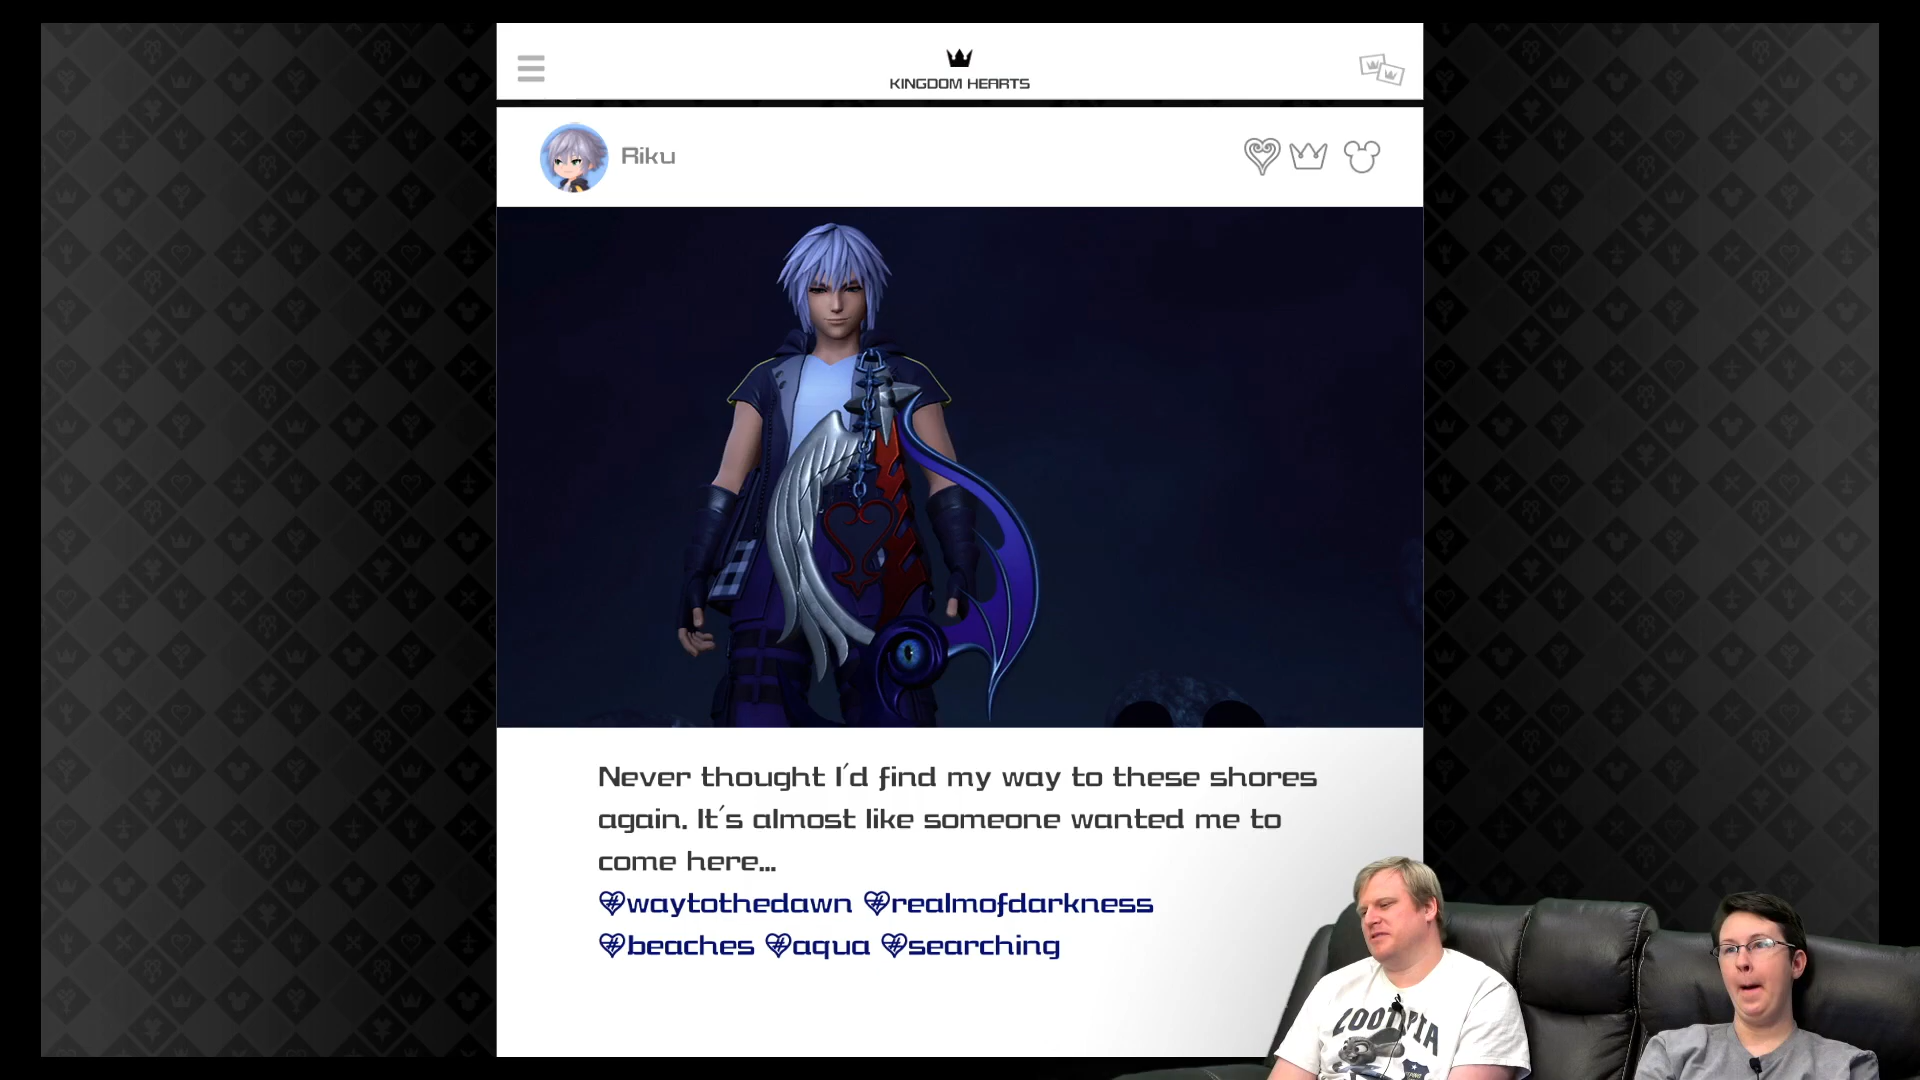 KINGDOM HEARTS
Riku
Never thought I'd find my way to these shores
again. It's almost like someone wanted me to
come here...
#waytothedawn #realmofdarkness
#beaches #aqua #searching
ZOOTOPIA